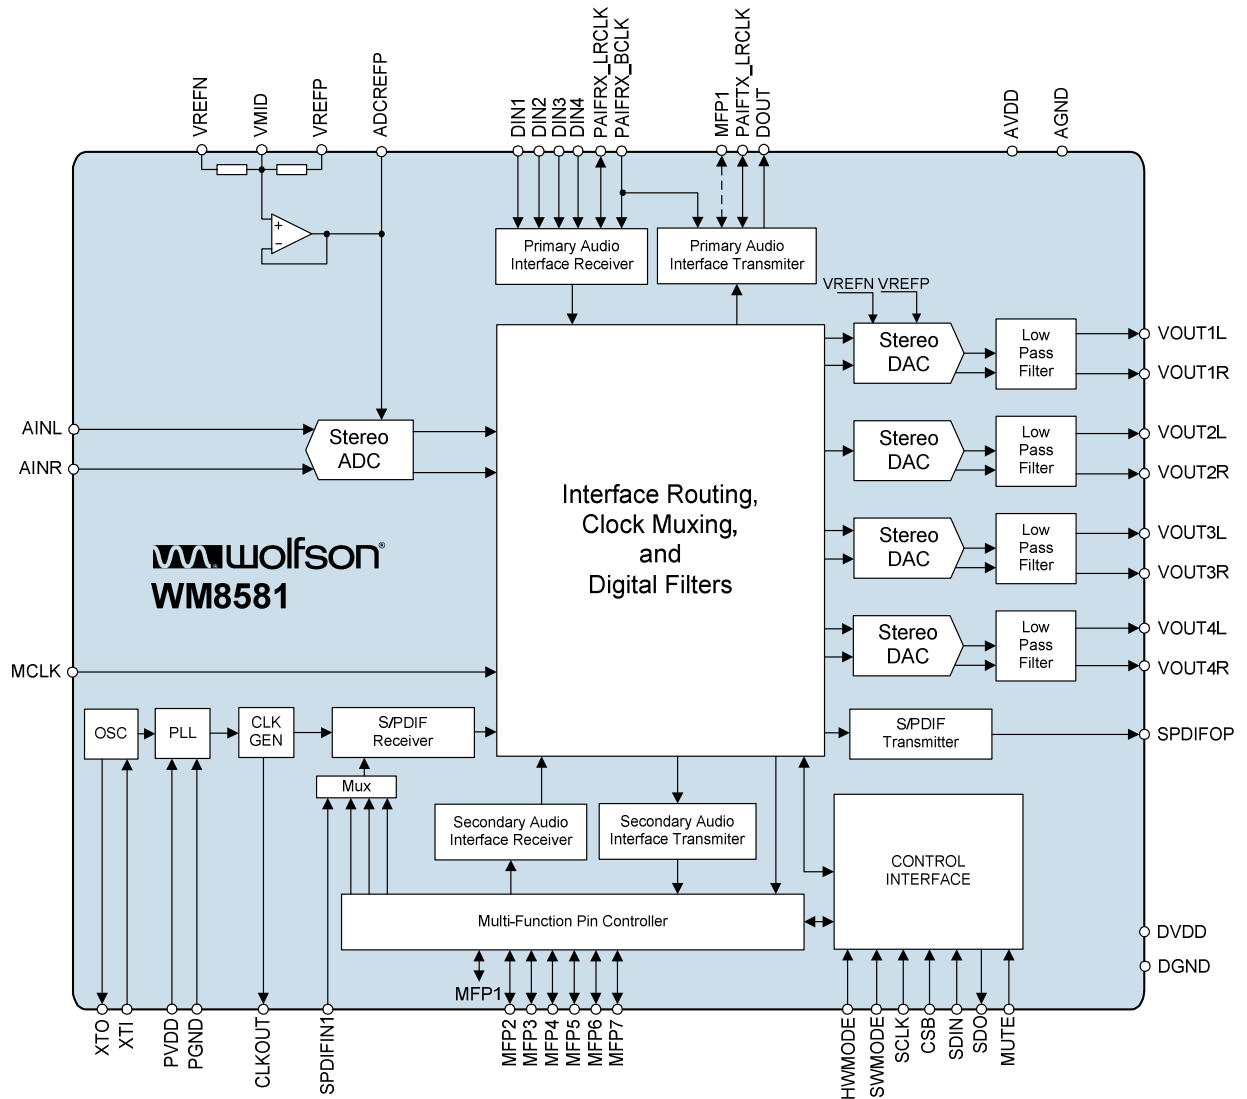 VREFN
VMID
VREFP
ADCREFP
DIN1
DIN2
DIN3
DIN4
PAIFRX_LRCLK
PAIFRX_BCLK
MFP1
PAIFTX_LRCLK
DOUT
AVDD
AGND
+
−
Primary Audio
Interface Receiver
Primary Audio
Interface Transmiter
VREFN VREFP
Stereo
DAC
Low
Pass
Filter
VOUT1L
VOUT1R
AINL
AINR
Stereo
ADC
Interface Routing,
Clock Muxing,
and
Digital Filters
Stereo
DAC
Low
Pass
Filter
VOUT2L
VOUT2R
wolfson®
WM8581
Stereo
DAC
Low
Pass
Filter
VOUT3L
VOUT3R
Stereo
DAC
Low
Pass
Filter
VOUT4L
VOUT4R
MCLK
OSC
PLL
CLK
GEN
S/PDIF
Receiver
Mux
S/PDIF
Transmitter
SPDIFOP
Secondary Audio
Interface Receiver
Secondary Audio
Interface Transmiter
CONTROL
INTERFACE
Multi-Function Pin Controller
MFP1
DVDD
DGND
XTO
XTI
PVDD
PGND
CLKOUT
SPDIFIN1
MFP2
MFP3
MFP4
MFP5
MFP6
MFP7
HWMODE
SWMODE
SCLK
CSB
SDIN
SDO
MUTE